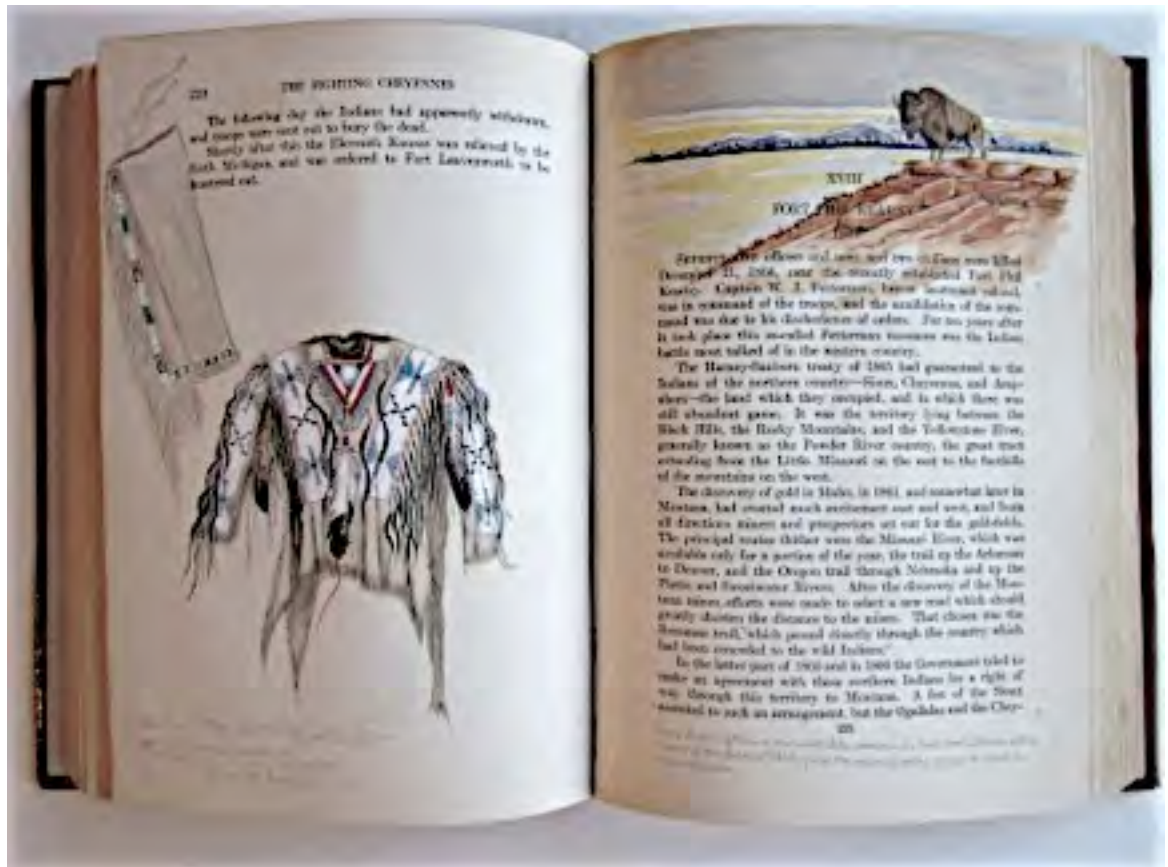 THE FIGHTING CHEYENNES
The following day the Indians had apparently withdrawn,
and troops were sent out to bury the dead.
Shortly after this the Eleventh Kansas was relieved by the
Sixth Michigan, and was ordered to Fort Leavenworth to be
mustered out.
XVIII
FORT PHIL KEARNY
officers and men, and two civilians were killed
December 21, 1866, near the recently established Fort Phil
Kearny. Captain W. J. Fetterman, brevet lieutenant colonel,
was in command of the troops, and the annihilation of the com-
mand was due to his disobedience of orders. For ten years after
it took place this so-called Fetterman massacre was the Indian
battle most talked of in the western country.
The Harney-Sanborn treaty of 1865 had guaranteed to the
Indians of the northern country—Sioux, Cheyennes, and Arap-
ahoes—the land which they occupied, and in which there was
still abundant game. It was the territory lying between the
Black Hills, the Rocky Mountains, and the Yellowstone River,
generally known as the Powder River country, the great tract
extending from the Little Missouri on the east to the foothills
of the mountains on the west.
The discovery of gold in Idaho, in 1861, and somewhat later in
Montana, had created much excitement east and west, and from
all directions miners and prospectors set out for the goldfields.
The principal routes thither were the Missouri River, which was
available only for a portion of the year, the trail up the Arkansas
to Denver, and the Oregon trail through Nebraska and up the
Platte and Sweetwater Rivers. After the discovery of the Mon-
tana mines, efforts were made to select a new road which should
greatly shorten the distance to the mines. That chosen was the
Bozeman trail, which passed directly through the country which
had been conceded to the wild Indians.
In the latter part of 1865 and in 1866 the Government tried to
make an agreement with these northern Indians for a right of
way through this territory to Montana. A few of the Sioux
assented to such an arrangement, but the Ogallalas and the Chey-